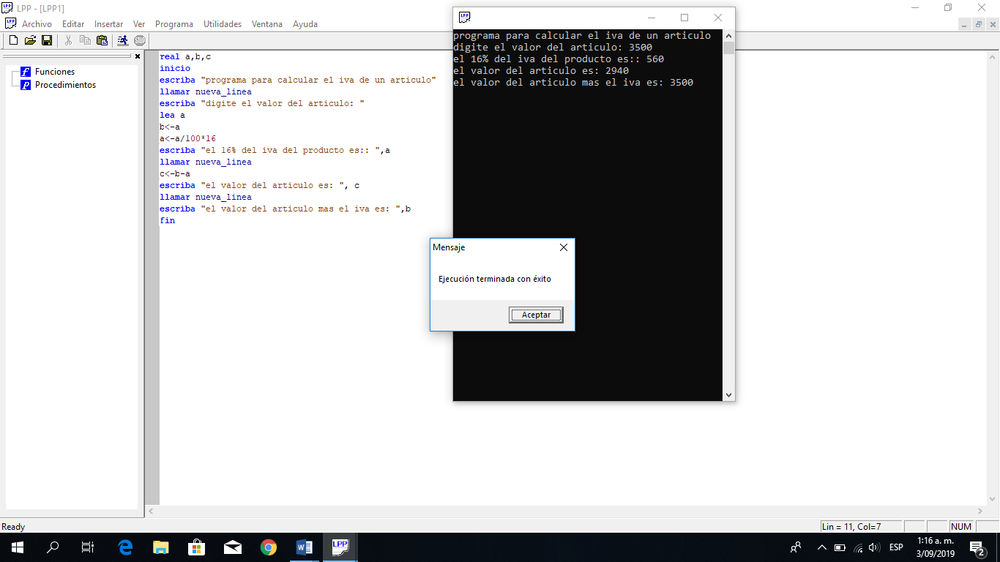 LPP - [LPP1]
Archivo Editar Insertar Ver Programa Utilidades Ventana Ayuda
STOP
Funciones
Procedimientos
real a,b,c
inicio
escriba "programa para calcular el iva de un articulo"
llamar nueva_linea
escriba "digite el valor del articulo: "
lea a
b<-a
a<-a/100*16
escriba "el 16% del iva del producto es:: ",a
llamar nueva_linea
c<-b-a
escriba "el valor del articulo es: ", c
llamar nueva_linea
escriba "el valor del articulo mas el iva es: ",b
fin
programa para calcular el iva de un articulo
digite el valor del articulo: 3500
el 16% del iva del producto es:: 560
el valor del articulo es: 2940
el valor del articulo mas el iva es: 3500
Mensaje
Ejecución terminada con éxito
Aceptar
Ready
Lin = 11, Col=7
NUM
LPP
ESP
1:16 a. m.
3/09/2019
2